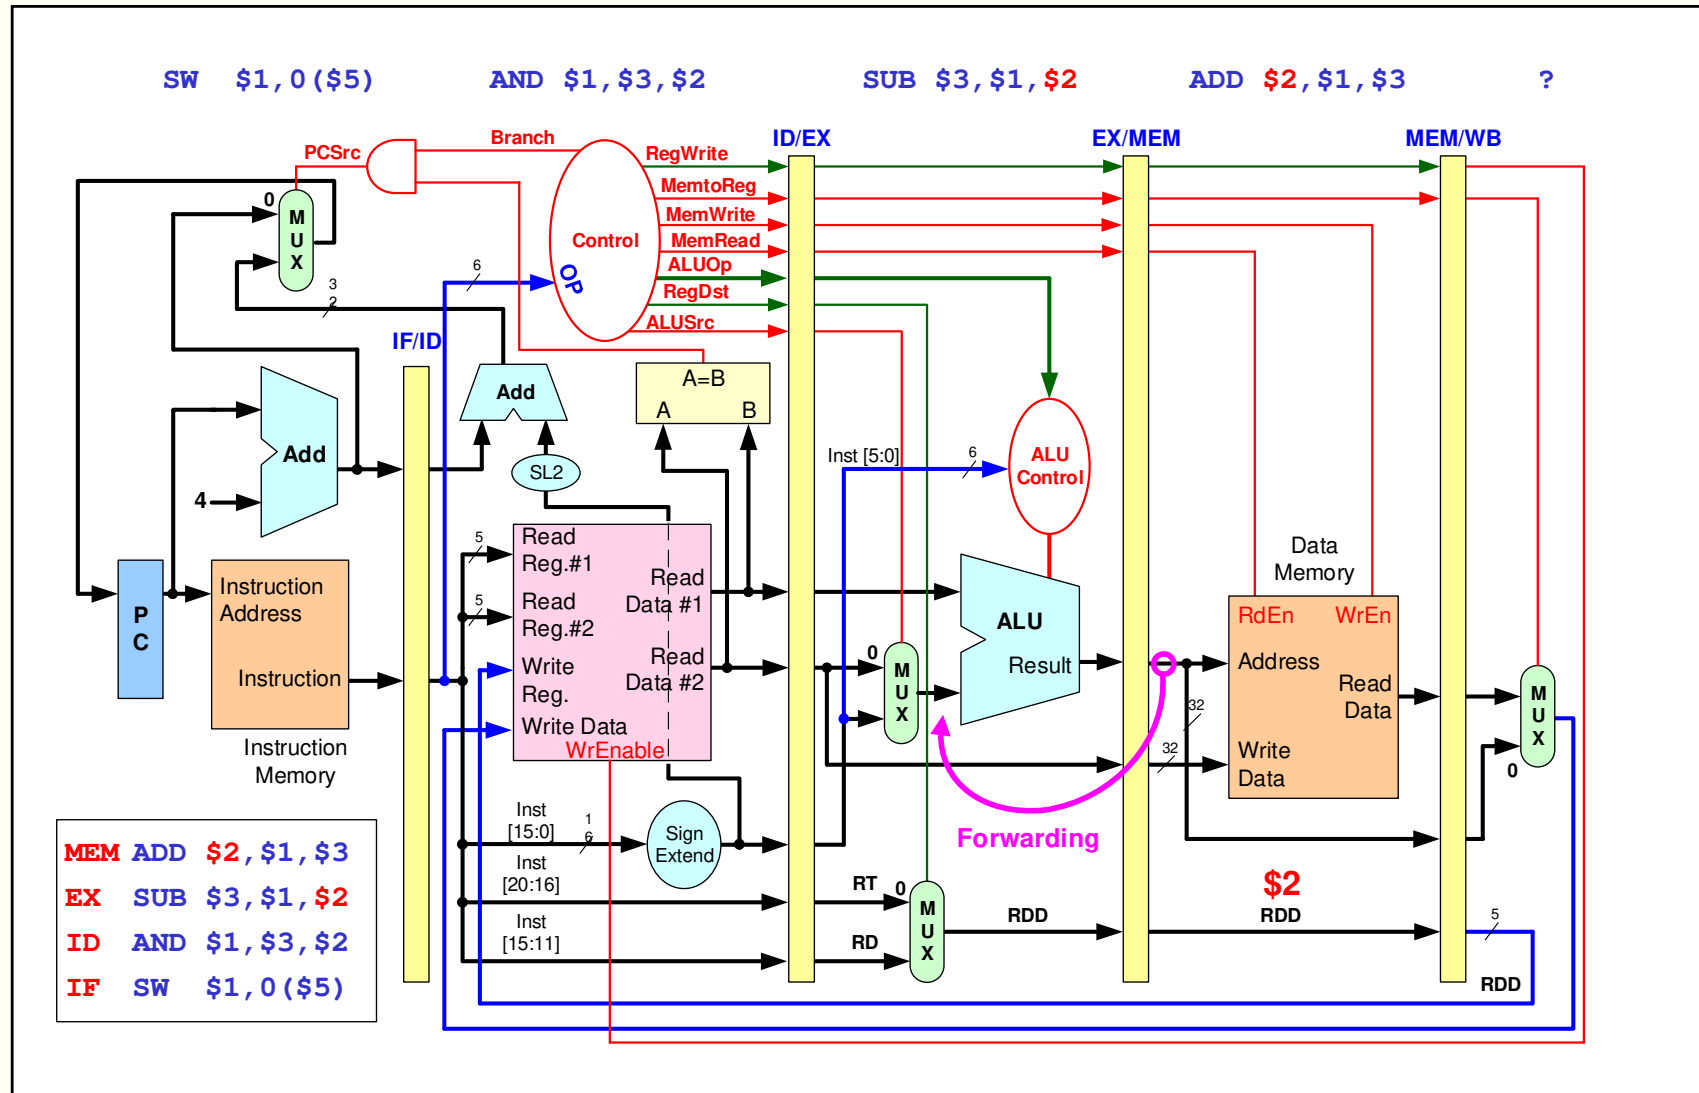 SW $1,0($5) AND $1,$3,$2 SUB $3,$1,$2 ADD $2,$1,$3 ?
ID/EX EX/MEM MEM/WB
Branch
PCSrc
RegWrite
MemtoReg
MemWrite
MemRead
ALUOp
RegDst
ALUSrc
Control
OP
0
M
U
X
6
3
2
IF/ID
Add
A=B
A B
Add
4
SL2
Inst [5:0]
6
ALU
Control
P
C
Instruction
Address
Instruction
Instruction
Memory
5
Read
Reg.#1
5
Read
Reg.#2
Write
Reg.
Write Data
WrEnable
Read
Data #1
Read
Data #2
0
M
U
X
ALU
Result
Data
Memory
RdEn WrEn
Address
Read
Data
Write
Data
32
32
M
U
X
0
Forwarding
Inst
[15:0]
1
6
Sign
Extend
Inst
[20:16]
Inst
[15:11]
RT
RD
0
M
U
X
RDD
$2
RDD
5
RDD
MEM ADD $2,$1,$3
EX SUB $3,$1,$2
ID AND $1,$3,$2
IF SW $1,0($5)